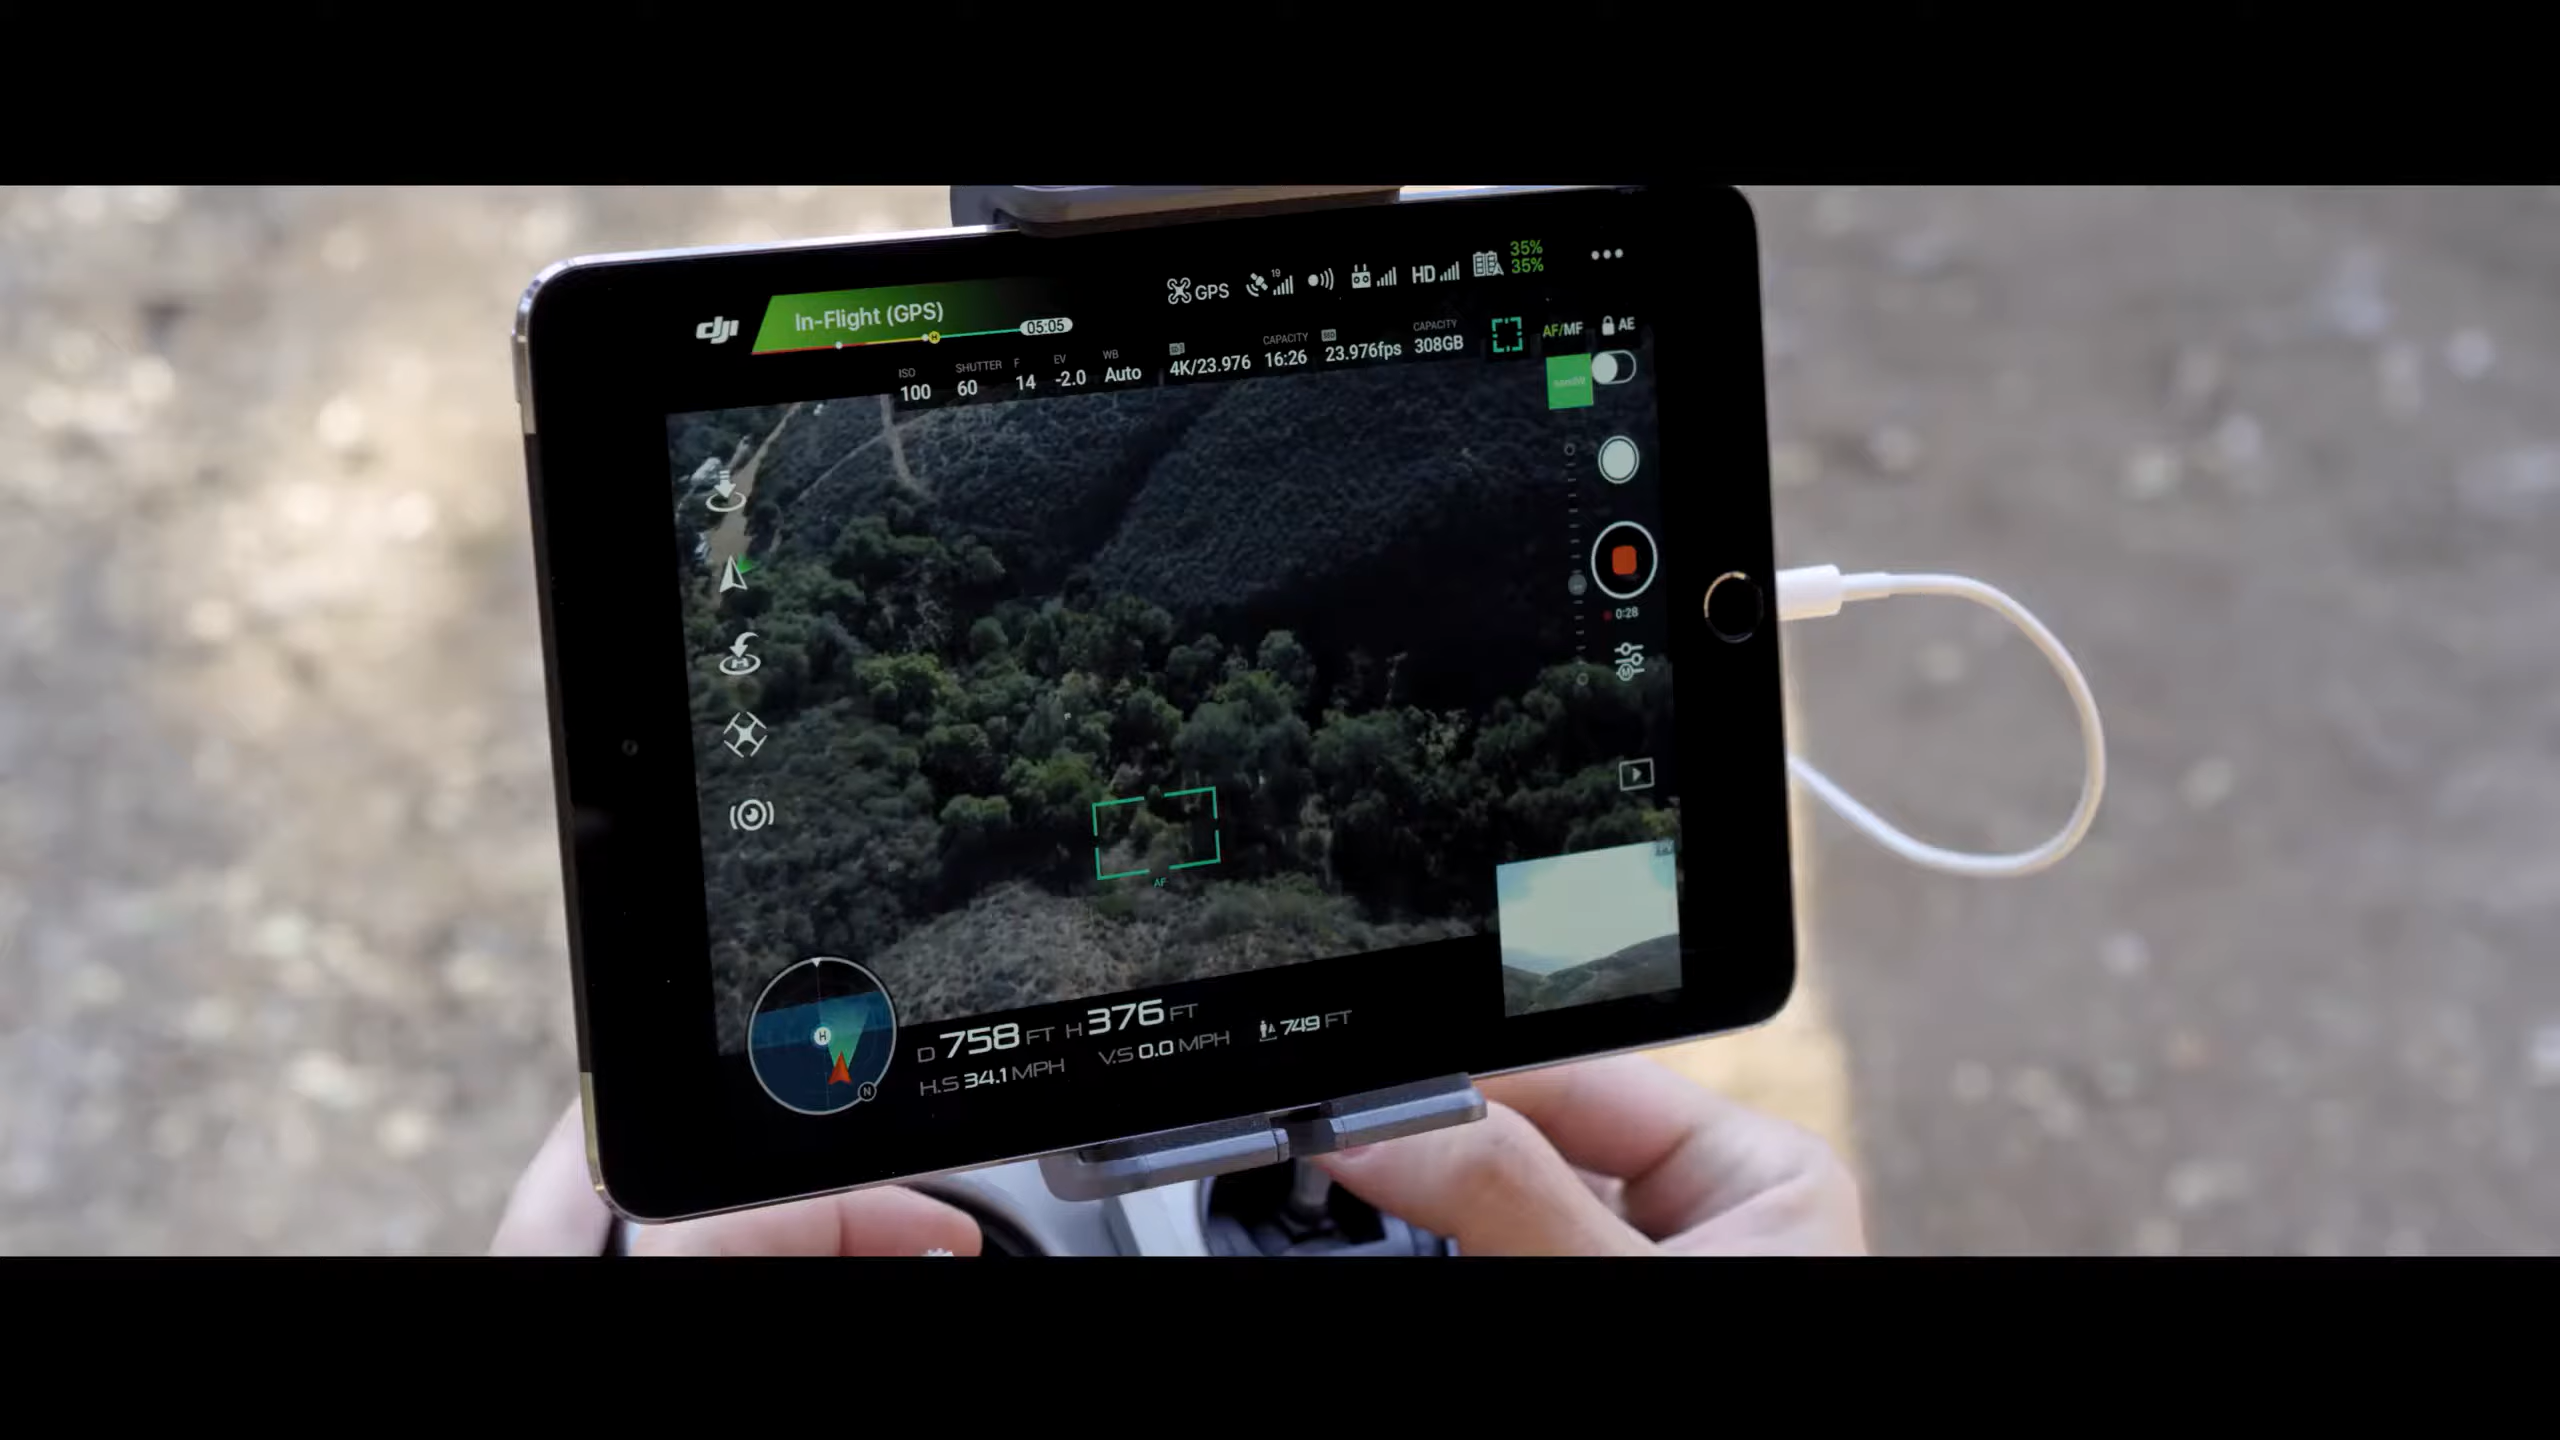 dji
In-Flight (GPS)
05:05
H
GPS
19
HD
35%
35%
ISO
100
SHUTTER
60
F
14
EV
-2.0
WB
Auto
4K/23.976
CAPACITY
16:26
SSD
23.976fps
CAPACITY
308GB
AF/MF
AE
0:28
M
AF
H
N
D 758 FT H 376 FT
H.S 34.1 MPH V.S 0.0 MPH 749 FT